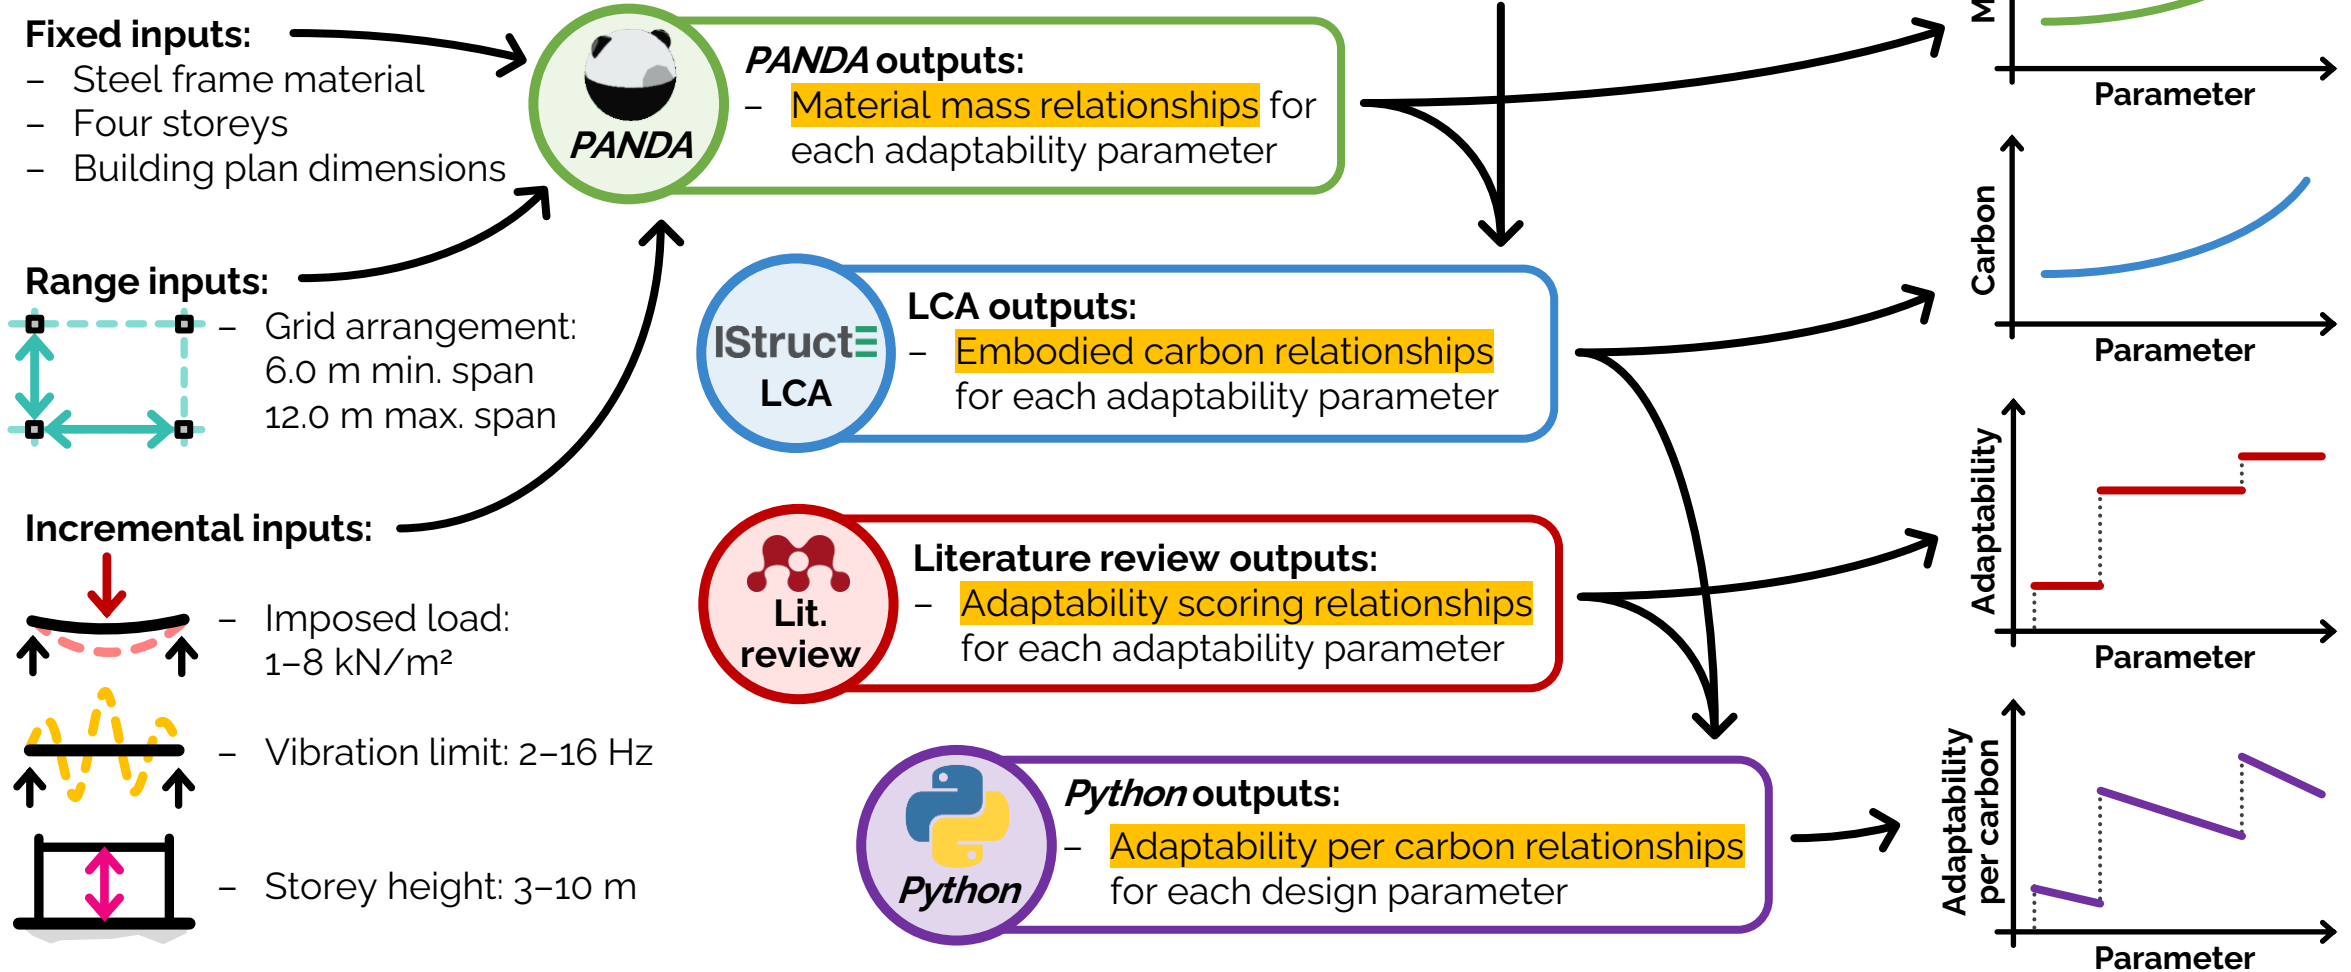 Fixed inputs:
– Steel frame material
– Four storeys
– Building plan dimensions
Range inputs:
– Grid arrangement:
6.0 m min. span
12.0 m max. span
Incremental inputs:
– Imposed load:
1–8 kN/m²
– Vibration limit: 2–16 Hz
– Storey height: 3–10 m
PANDA
PANDA outputs:
– Material mass relationships for
each adaptability parameter
IStructE
LCA
LCA outputs:
– Embodied carbon relationships
for each adaptability parameter
Lit.
review
Literature review outputs:
– Adaptability scoring relationships
for each adaptability parameter
Python
Python outputs:
– Adaptability per carbon relationships
for each design parameter
M
Parameter
Carbon
Parameter
Adaptability
Parameter
Adaptability
per carbon
Parameter